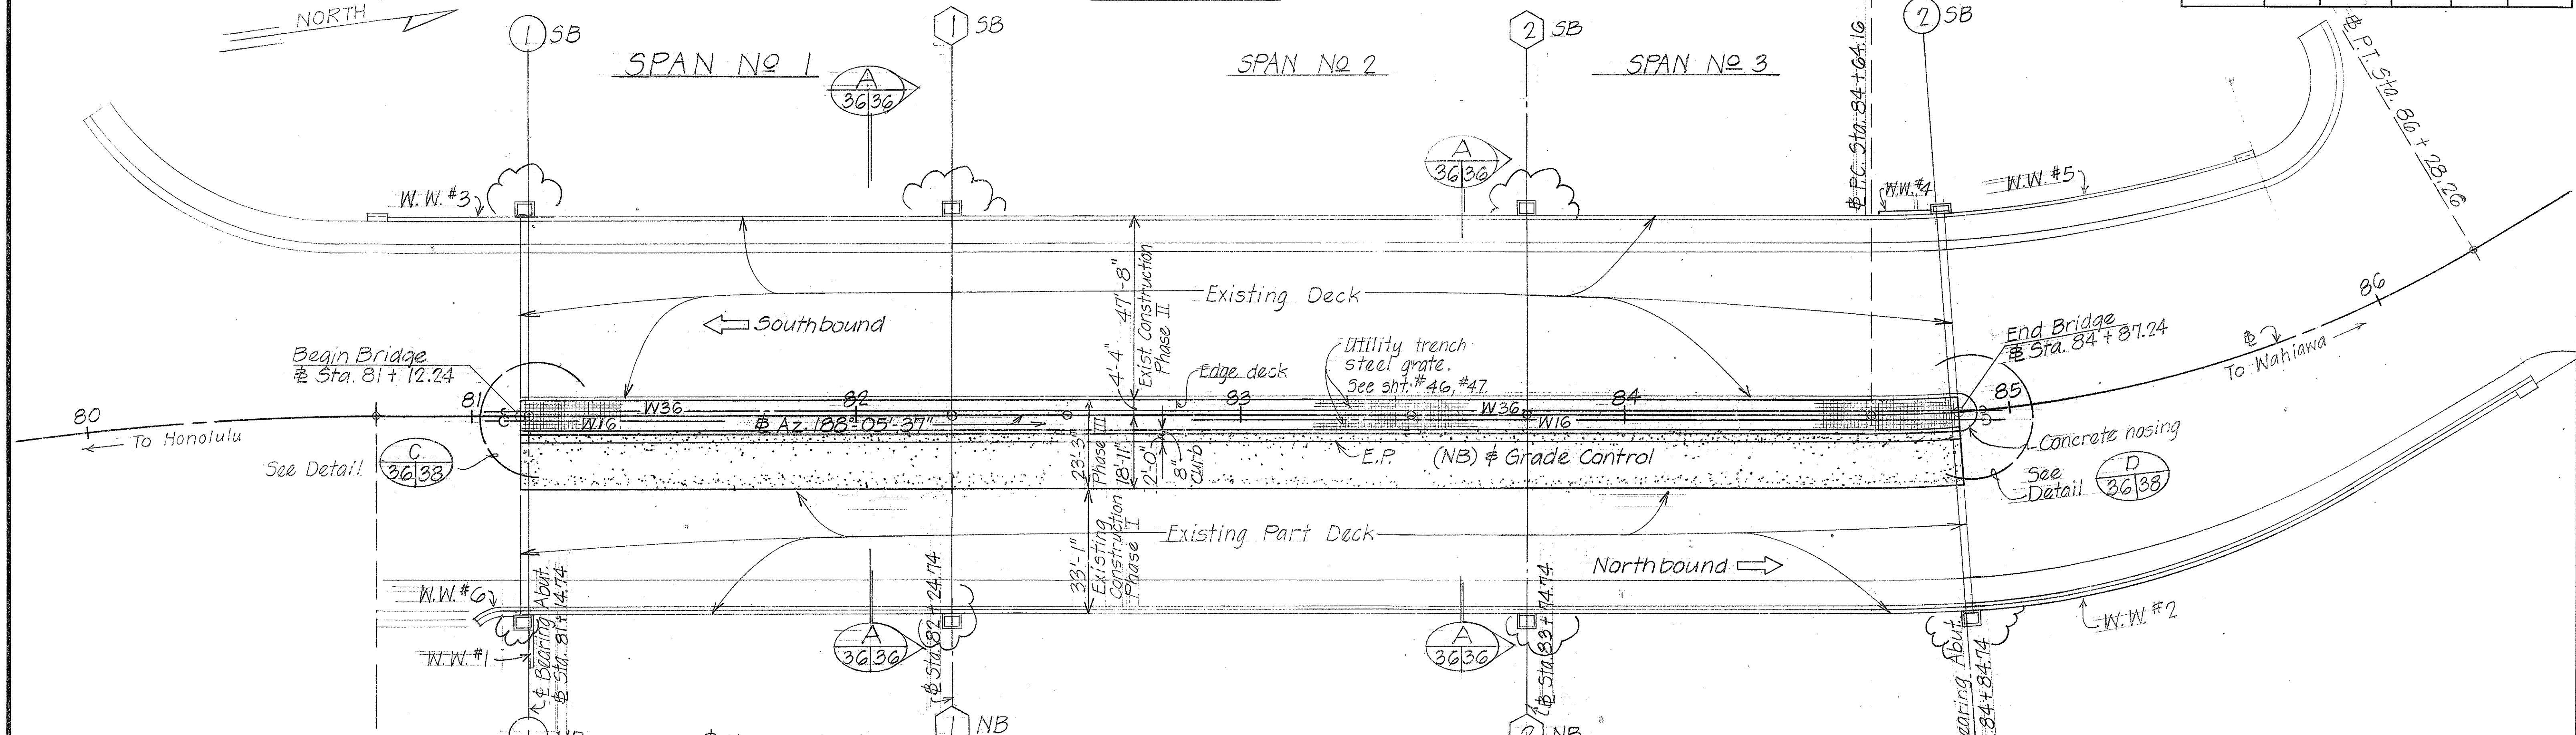 NORTH
1 SB
1 SB
2 SB
2 SB
SPAN No 1
SPAN No 2
SPAN No 3
A
36 36
A
36 36
P.C. Sta. 84+64.16
P.T. Sta. 86+28.26
W.W. #3
W.W. #4
W.W. #5
47'-8"
Exist. Construction
Phase II
Existing Deck
Southbound
4'-4"
Utility trench
steel grate.
See sht. #46, #47.
Edge deck
Begin Bridge
Sta. 81+12.24
End Bridge
Sta. 84+87.24
80
81
82
83
84
85
86
To Honolulu
To Wahiawa
W36
W16
Az. 188°-05'-37"
W36
W16
See Detail
C
36 38
23'-3"
Phase III
18'-11"
2'-0"
8"
Curb
E.P. (NB) & Grade Control
Concrete nosing
See
Detail
D
36 38
Existing Part Deck
33'-1"
Existing
Construction
Phase I
Northbound
W.W. #6
W.W. #1
W.W. #2
℄ Bearing Abut.
Sta. 81+14.74
Sta. 82+24.74
Sta. 83+74.74
Bearing Abut.
84+84.74
A
36 36
A
36 36
1 NB
1 NB
2 NB